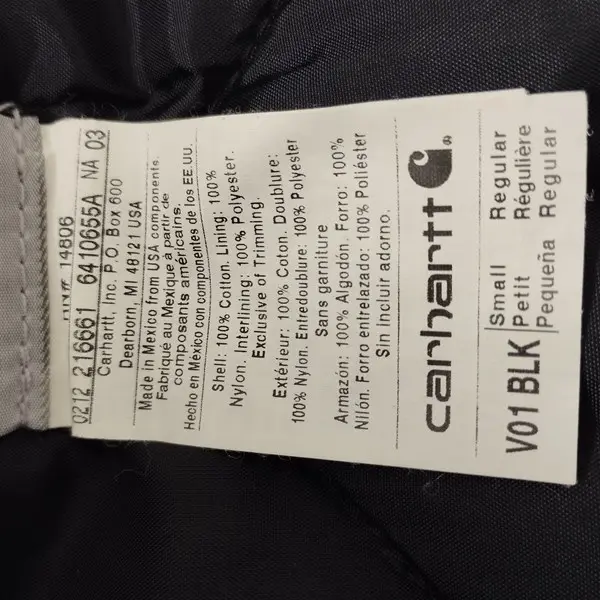 14806
0212 216661 6410655A NA 03
Carhartt, Inc. P.O. Box 600
Dearborn, MI 48121 USA
Made in Mexico from USA components.
Fabriqué au Mexique à partir de
composants américains.
Hecho en México con componentes de los EE.UU.
Shell: 100% Cotton. Lining: 100%
Nylon. Interlining: 100% Polyester.
Exclusive of Trimming.
Extérieur: 100% Coton. Doublure:
100% Nylon. Entredoublure: 100% Polyester
Sans garniture
Armazón: 100% Algodón. Forro: 100%
Nilón. Forro entrelazado: 100% Poliéster
Sin incluir adorno.
carhartt ®
V01 BLK
Small Regular
Petit Régulière
Pequeña Regular